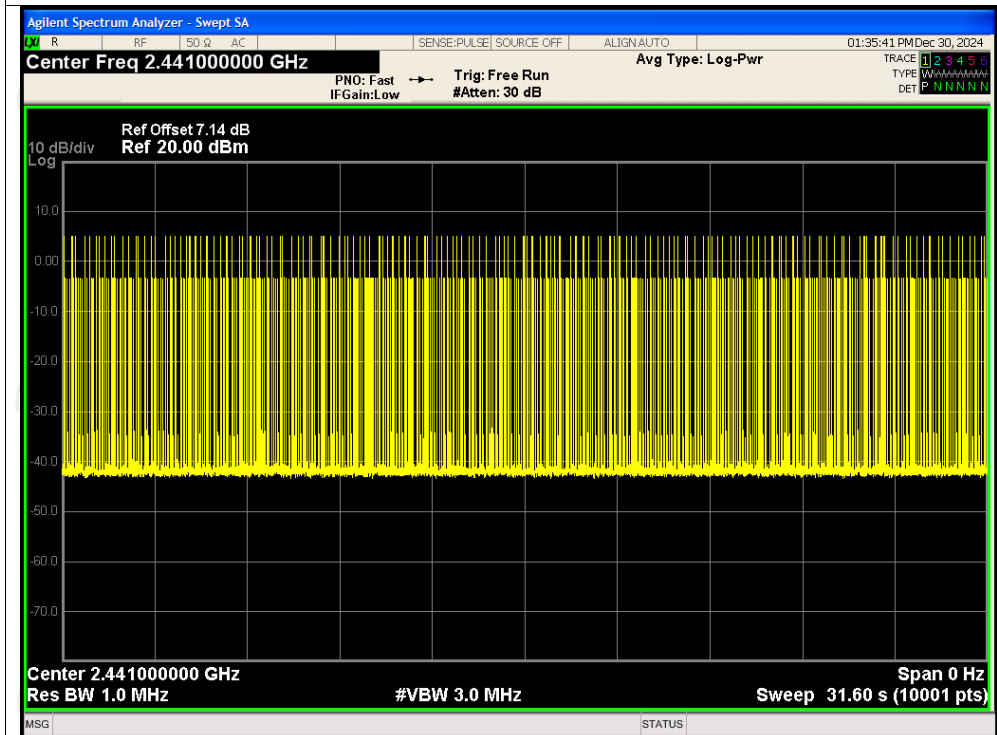 Agilent Spectrum Analyzer - Swept SA
LXI R RF 50 Ω AC SENSE:PULSE SOURCE OFF ALIGN AUTO 01:35:41 PM Dec 30, 2024
Center Freq 2.441000000 GHz Avg Type: Log-Pwr TRACE 1 2 3 4 5 6
PNO: Fast Trig: Free Run TYPE W
IFGain:Low #Atten: 30 dB DET P N N N N N
Ref Offset 7.14 dB
10 dB/div Ref 20.00 dBm
Log
10.0
0.00
-10.0
-20.0
-30.0
-40.0
-50.0
-60.0
-70.0
Center 2.441000000 GHz Span 0 Hz
Res BW 1.0 MHz #VBW 3.0 MHz Sweep 31.60 s (10001 pts)
MSG STATUS